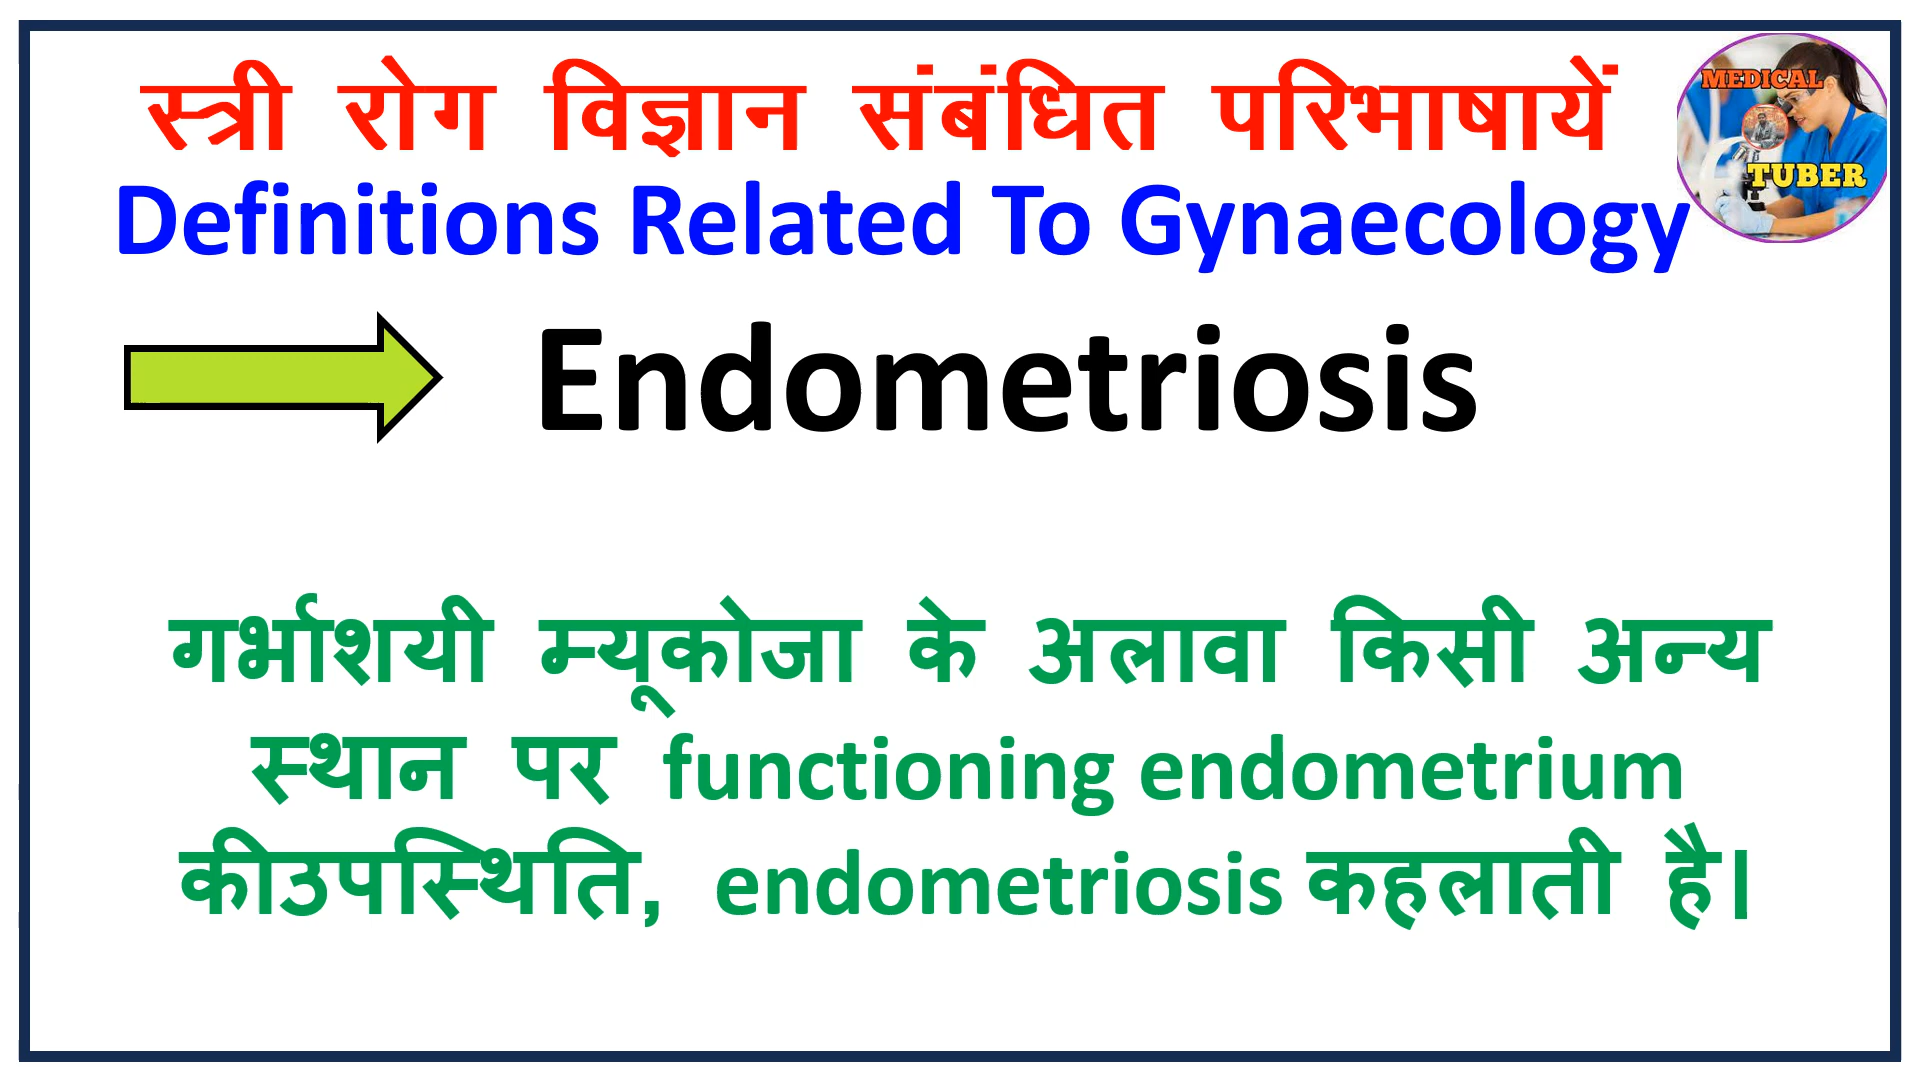 स्त्री रोग विज्ञान संबंधित परिभाषायें
Definitions Related To Gynaecology
MEDICAL
TUBER
Endometriosis
गर्भाशयी म्यूकोजा के अलावा किसी अन्य
स्थान पर functioning endometrium
कीउपस्थिति, endometriosis कहलाती है।